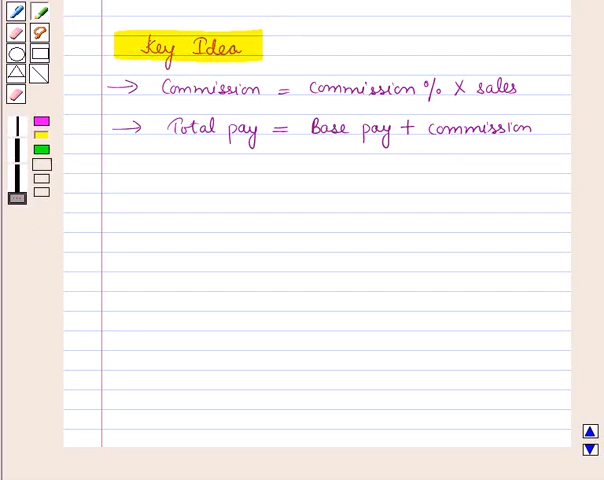 Key Idea
→ Commission = Commission % × sales
→ Total pay = Base pay + commission